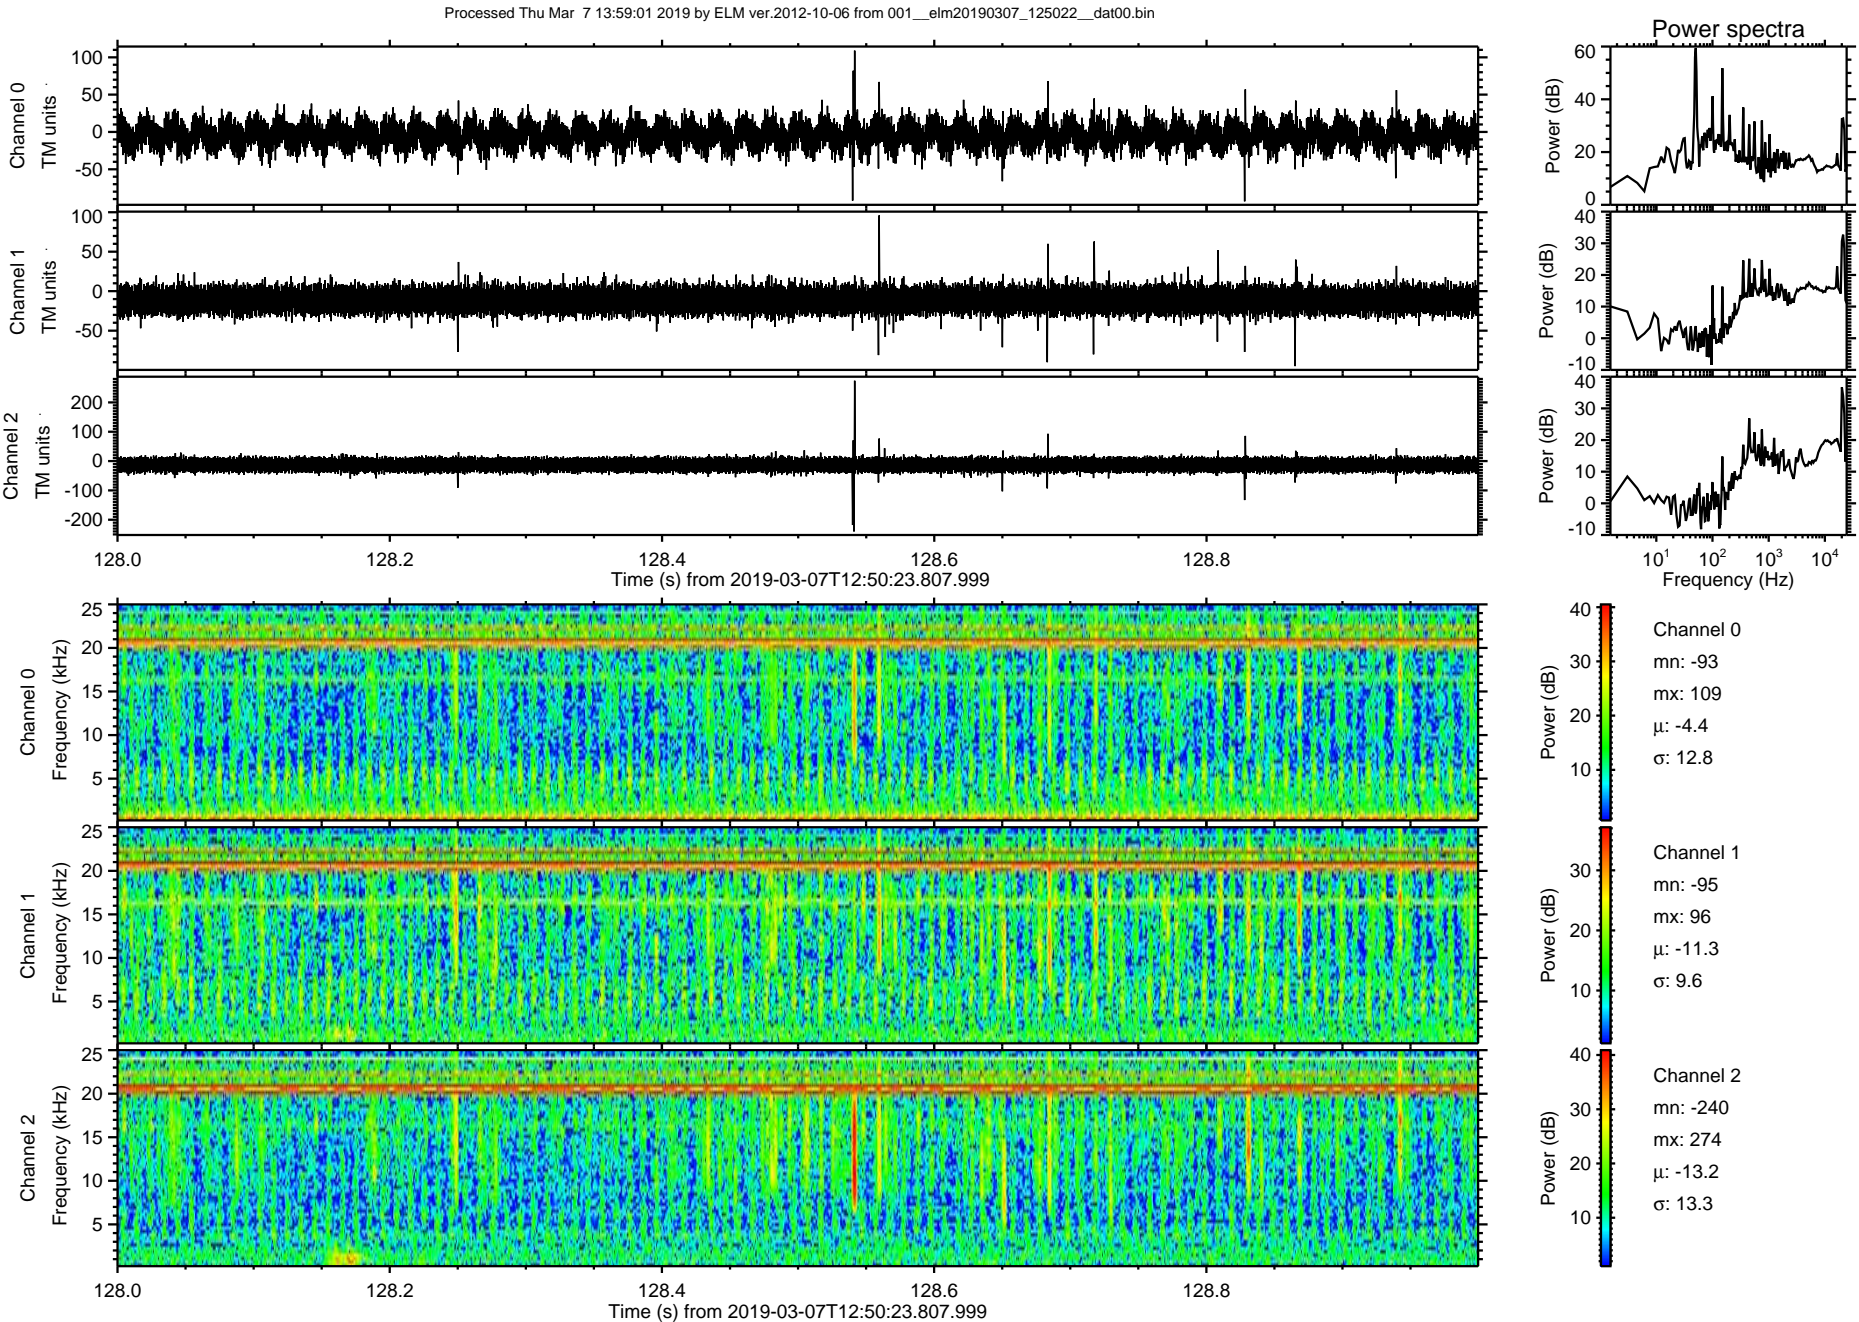 Processed Thu Mar  7 13:59:01 2019 by ELM ver.2012-10-06 from 001__elm20190307_125022__dat00.bin
Power spectra
Channel 0
TM units
100
50
0
-50
Power (dB)
60
40
20
0
Channel 1
TM units
100
50
0
-50
Power (dB)
40
30
20
10
0
-10
Channel 2
TM units
200
100
0
-100
-200
Power (dB)
40
30
20
10
0
-10
128.0
128.2
128.4
128.6
128.8
Time (s) from 2019-03-07T12:50:23.807.999
10^1
10^2
10^3
10^4
Frequency (Hz)
Channel 0
Frequency (kHz)
25
20
15
10
5
Power (dB)
40
30
20
10
Channel 0
mn: -93
mx: 109
μ: -4.4
σ: 12.8
Channel 1
Frequency (kHz)
25
20
15
10
5
Power (dB)
30
20
10
Channel 1
mn: -95
mx: 96
μ: -11.3
σ: 9.6
Channel 2
Frequency (kHz)
25
20
15
10
5
Power (dB)
40
30
20
10
Channel 2
mn: -240
mx: 274
μ: -13.2
σ: 13.3
128.0
128.2
128.4
128.6
128.8
Time (s) from 2019-03-07T12:50:23.807.999